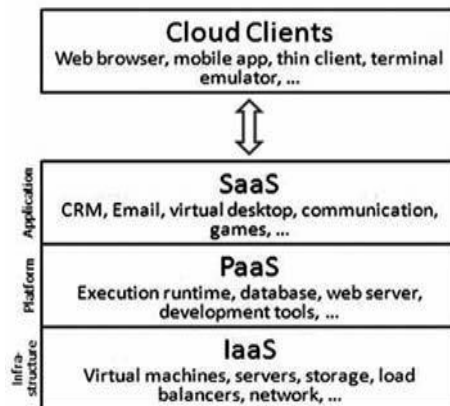 Cloud Clients
Web browser, mobile app, thin client, terminal
emulator, ...
Application
SaaS
CRM, Email, virtual desktop, communication,
games, ...
Platform
PaaS
Execution runtime, database, web server,
development tools, ...
Infra-
structure
IaaS
Virtual machines, servers, storage, load
balancers, network, ...